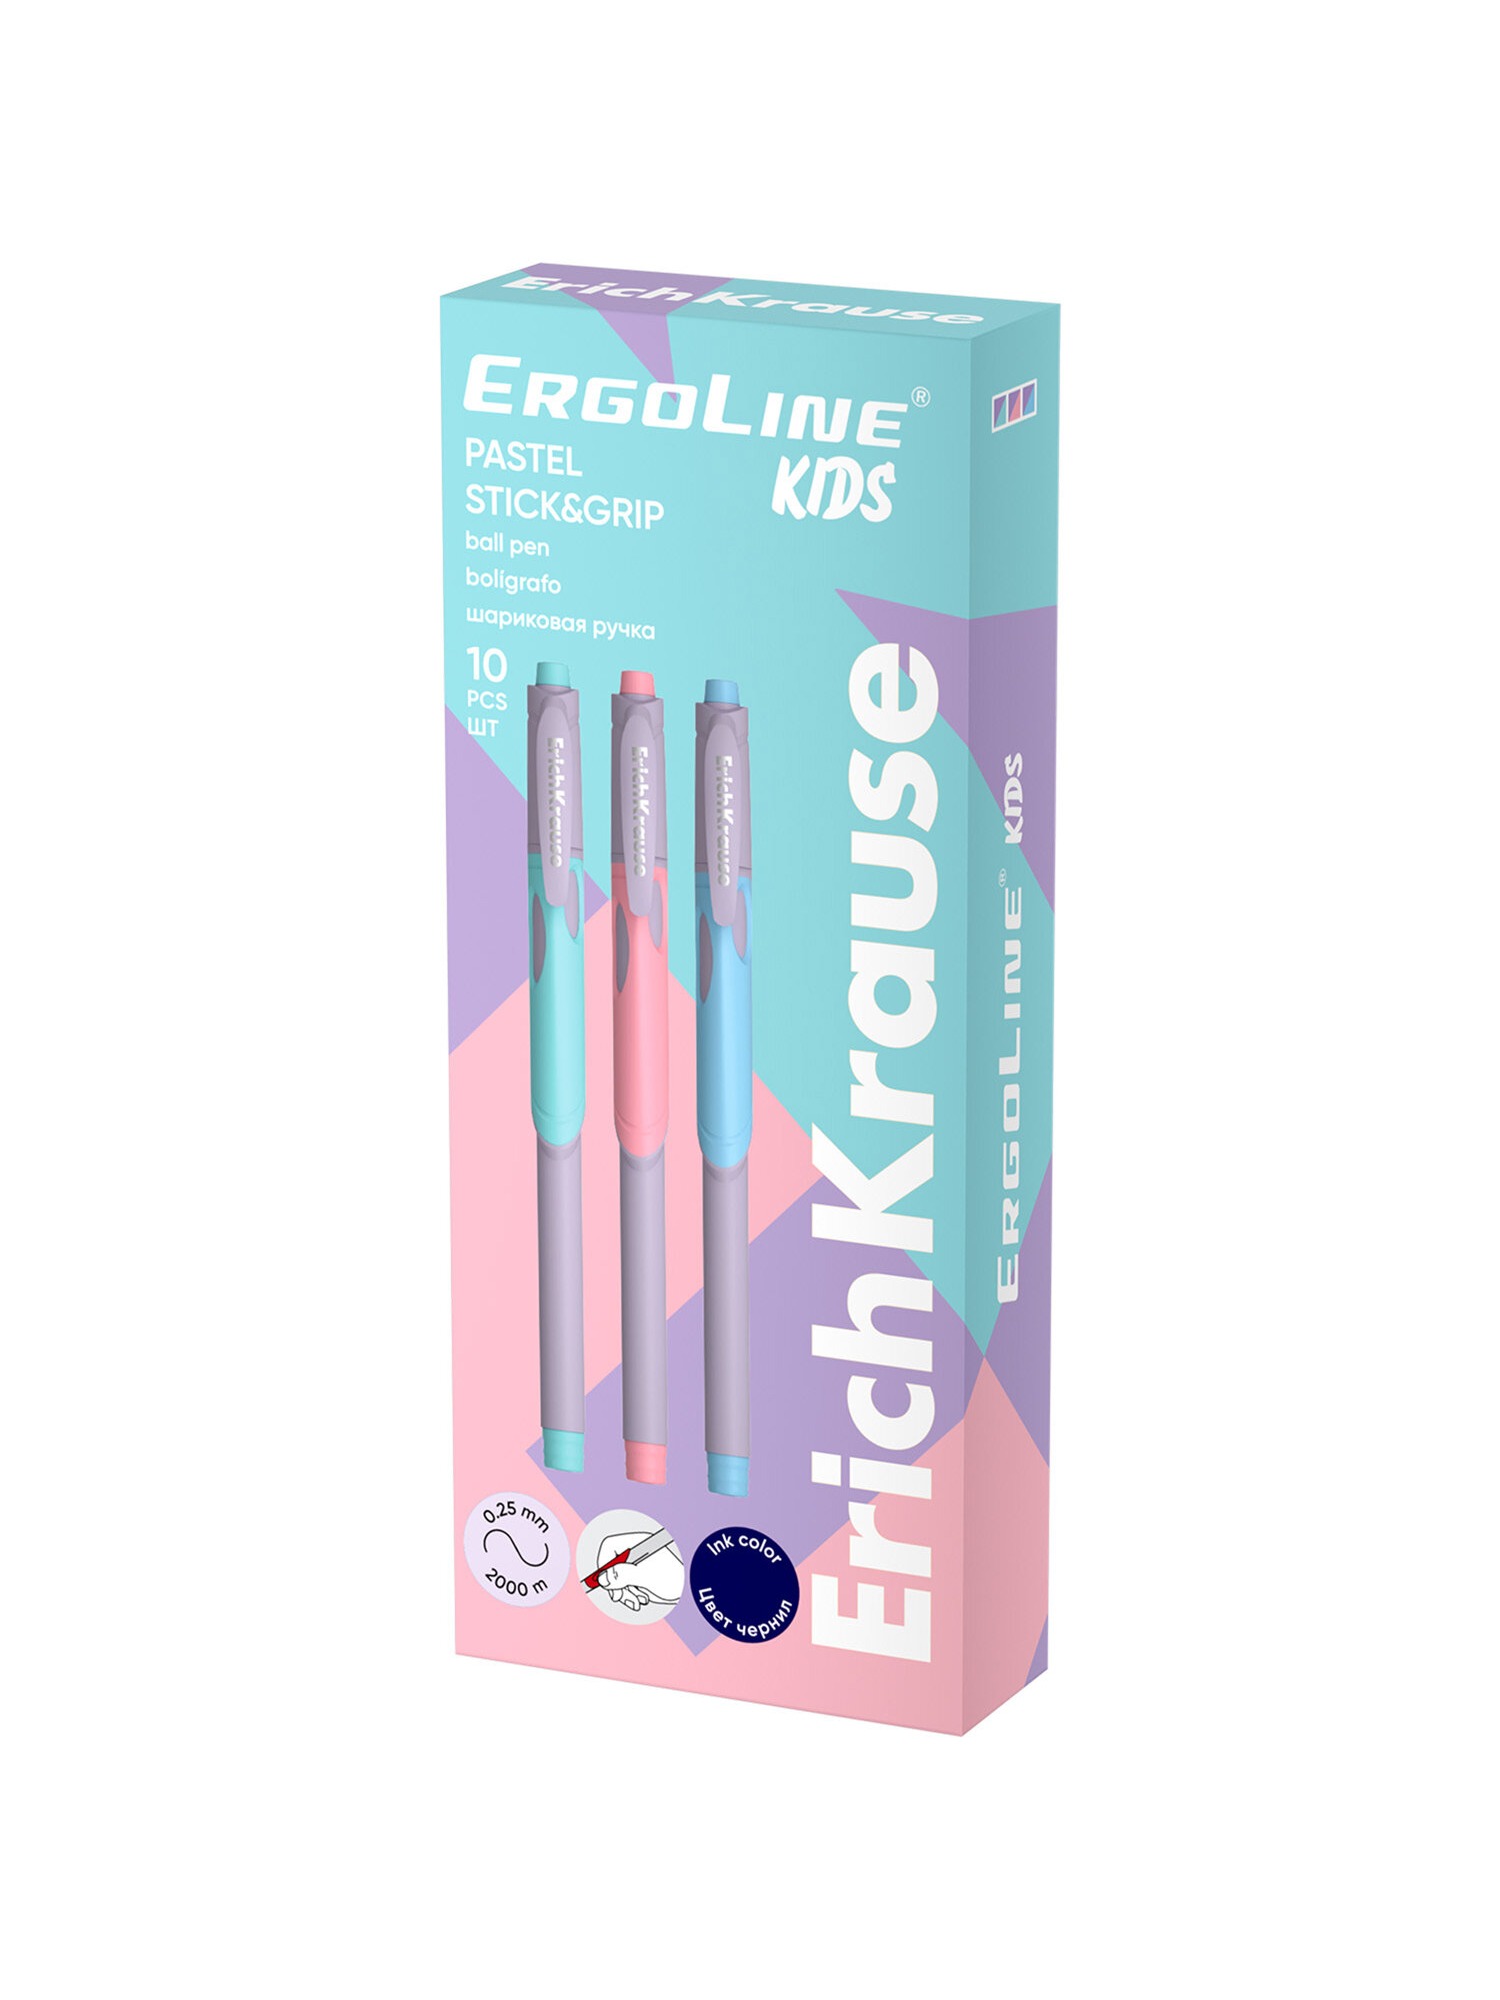 ErichKrause
ERGOLINE®
KIDS
PASTEL
STICK&GRIP
ball pen
bolígrafo
шариковая ручка
10
PCS
ШТ
ErichKrause
ErichKrause
ErichKrause
ErichKrause
ERGOLINE® KIDS
0.25 mm
2000 m
Ink color
Цвет чернил